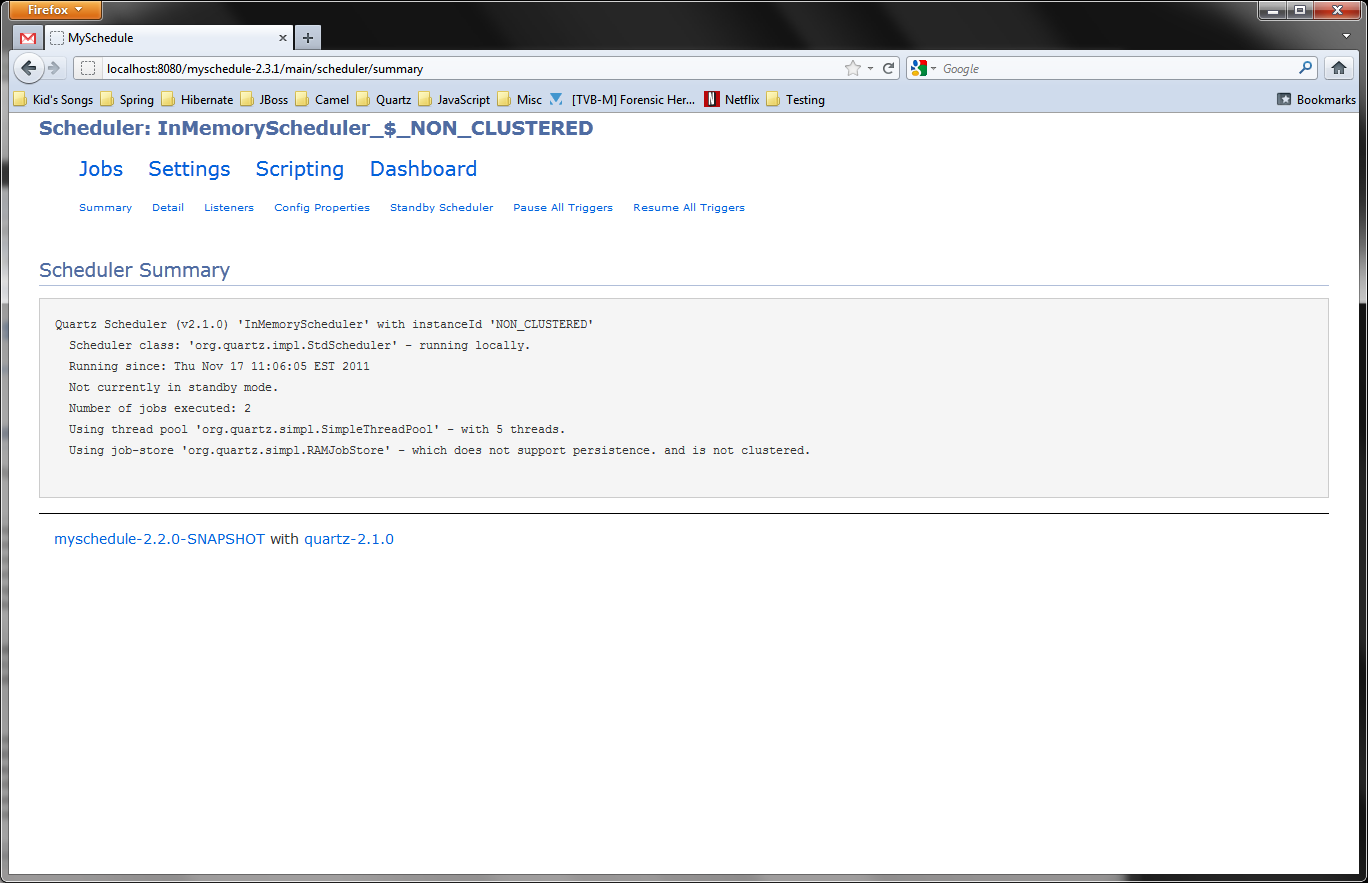 Firefox
MySchedule
localhost:8080/myschedule-2.3.1/main/scheduler/summary
Google
Kid's Songs Spring Hibernate JBoss Camel Quartz JavaScript Misc [TVB-M] Forensic Her... Netflix Testing Bookmarks
Scheduler: InMemoryScheduler_$_NON_CLUSTERED
Jobs Settings Scripting Dashboard
Summary Detail Listeners Config Properties Standby Scheduler Pause All Triggers Resume All Triggers
Scheduler Summary
Quartz Scheduler (v2.1.0) 'InMemoryScheduler' with instanceId 'NON_CLUSTERED'
Scheduler class: 'org.quartz.impl.StdScheduler' - running locally.
Running since: Thu Nov 17 11:06:05 EST 2011
Not currently in standby mode.
Number of jobs executed: 2
Using thread pool 'org.quartz.simpl.SimpleThreadPool' - with 5 threads.
Using job-store 'org.quartz.simpl.RAMJobStore' - which does not support persistence. and is not clustered.
myschedule-2.2.0-SNAPSHOT with quartz-2.1.0